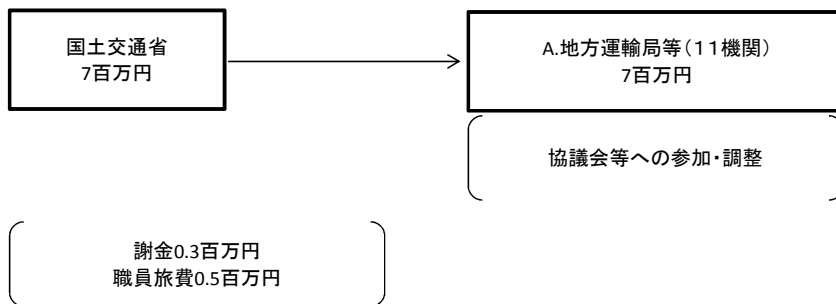 国土交通省
7百万円
A.地方運輸局等（１１機関）
7百万円
協議会等への参加・調整
謝金0.3百万円
職員旅費0.5百万円